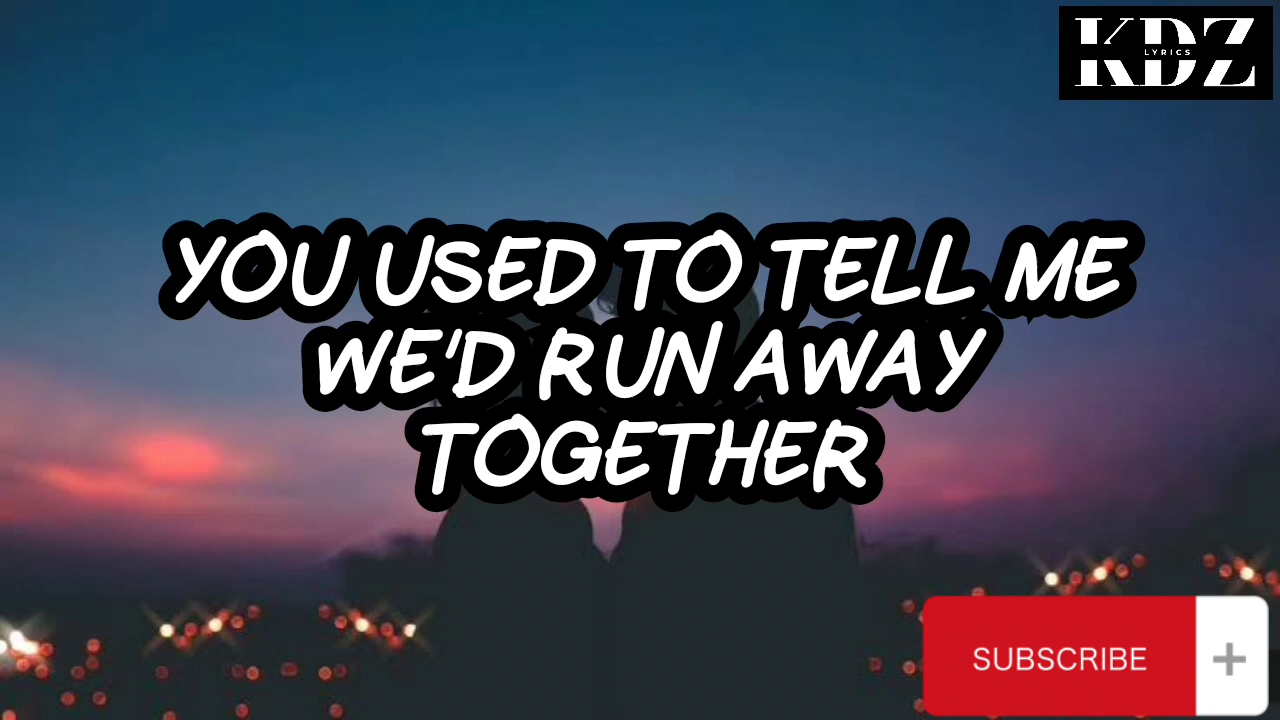 KDZ
LYRICS
YOU USED TO TELL ME
WE'D RUN AWAY
TOGETHER
SUBSCRIBE